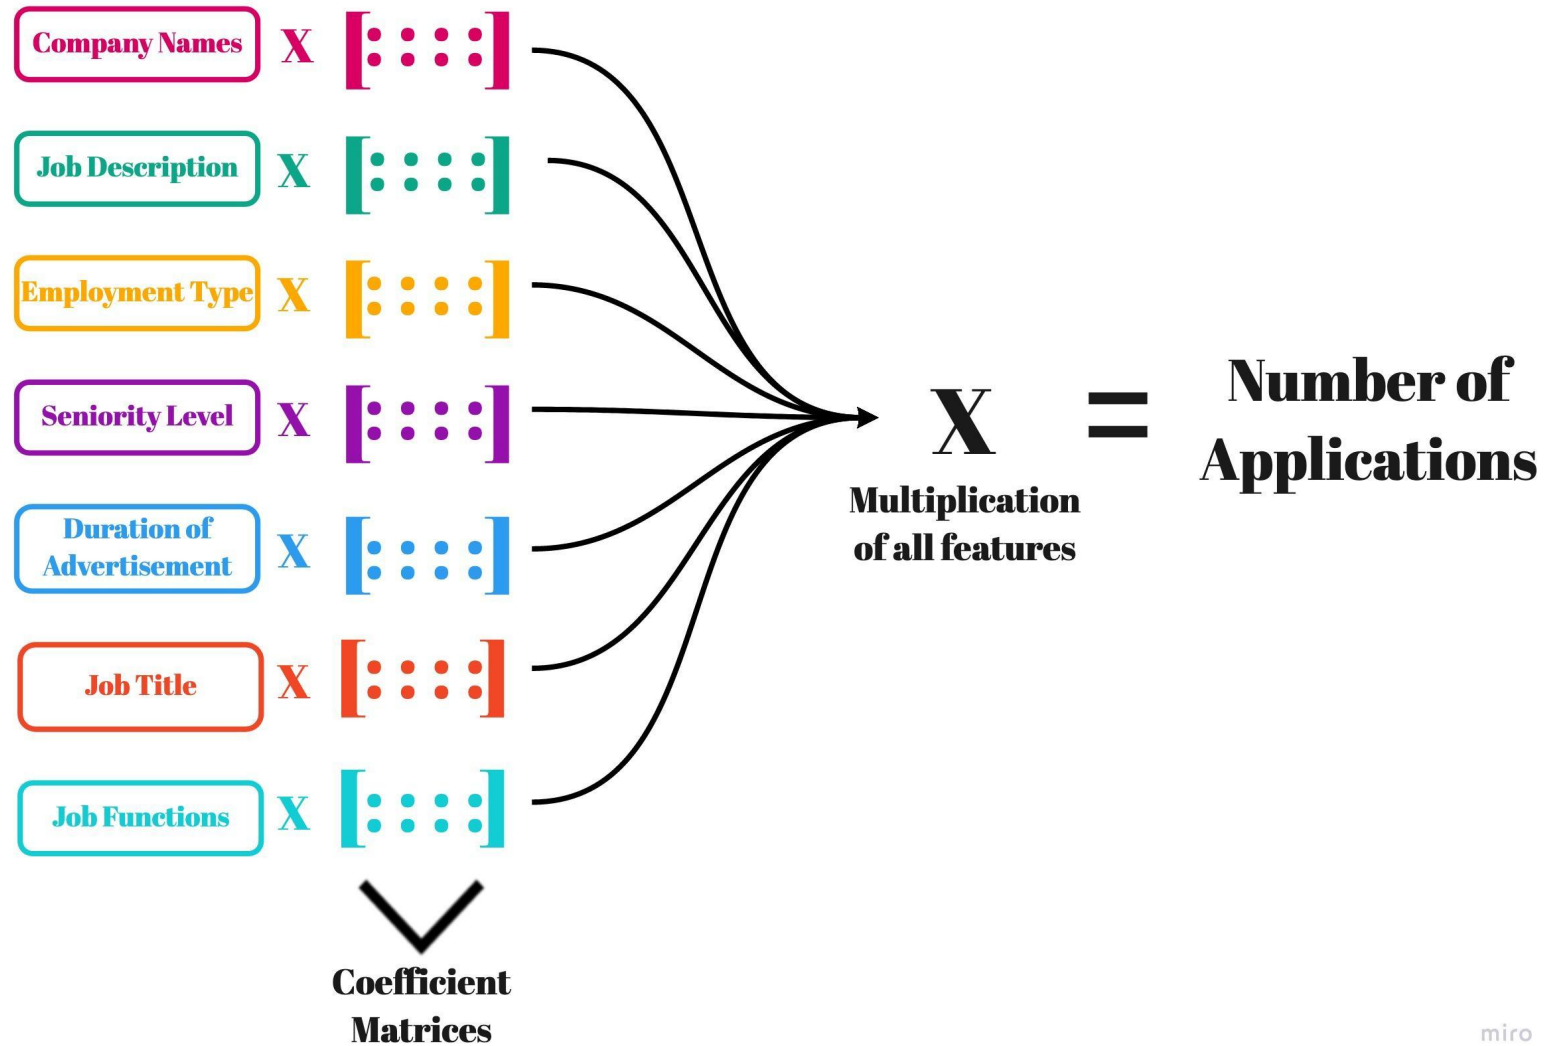 Company Names X
Job Description X
Employment Type X
Seniority Level X
Duration of
Advertisement X
Job Title X
Job Functions X
Coefficient
Matrices
X
Multiplication
of all features
=
Number of
Applications
miro